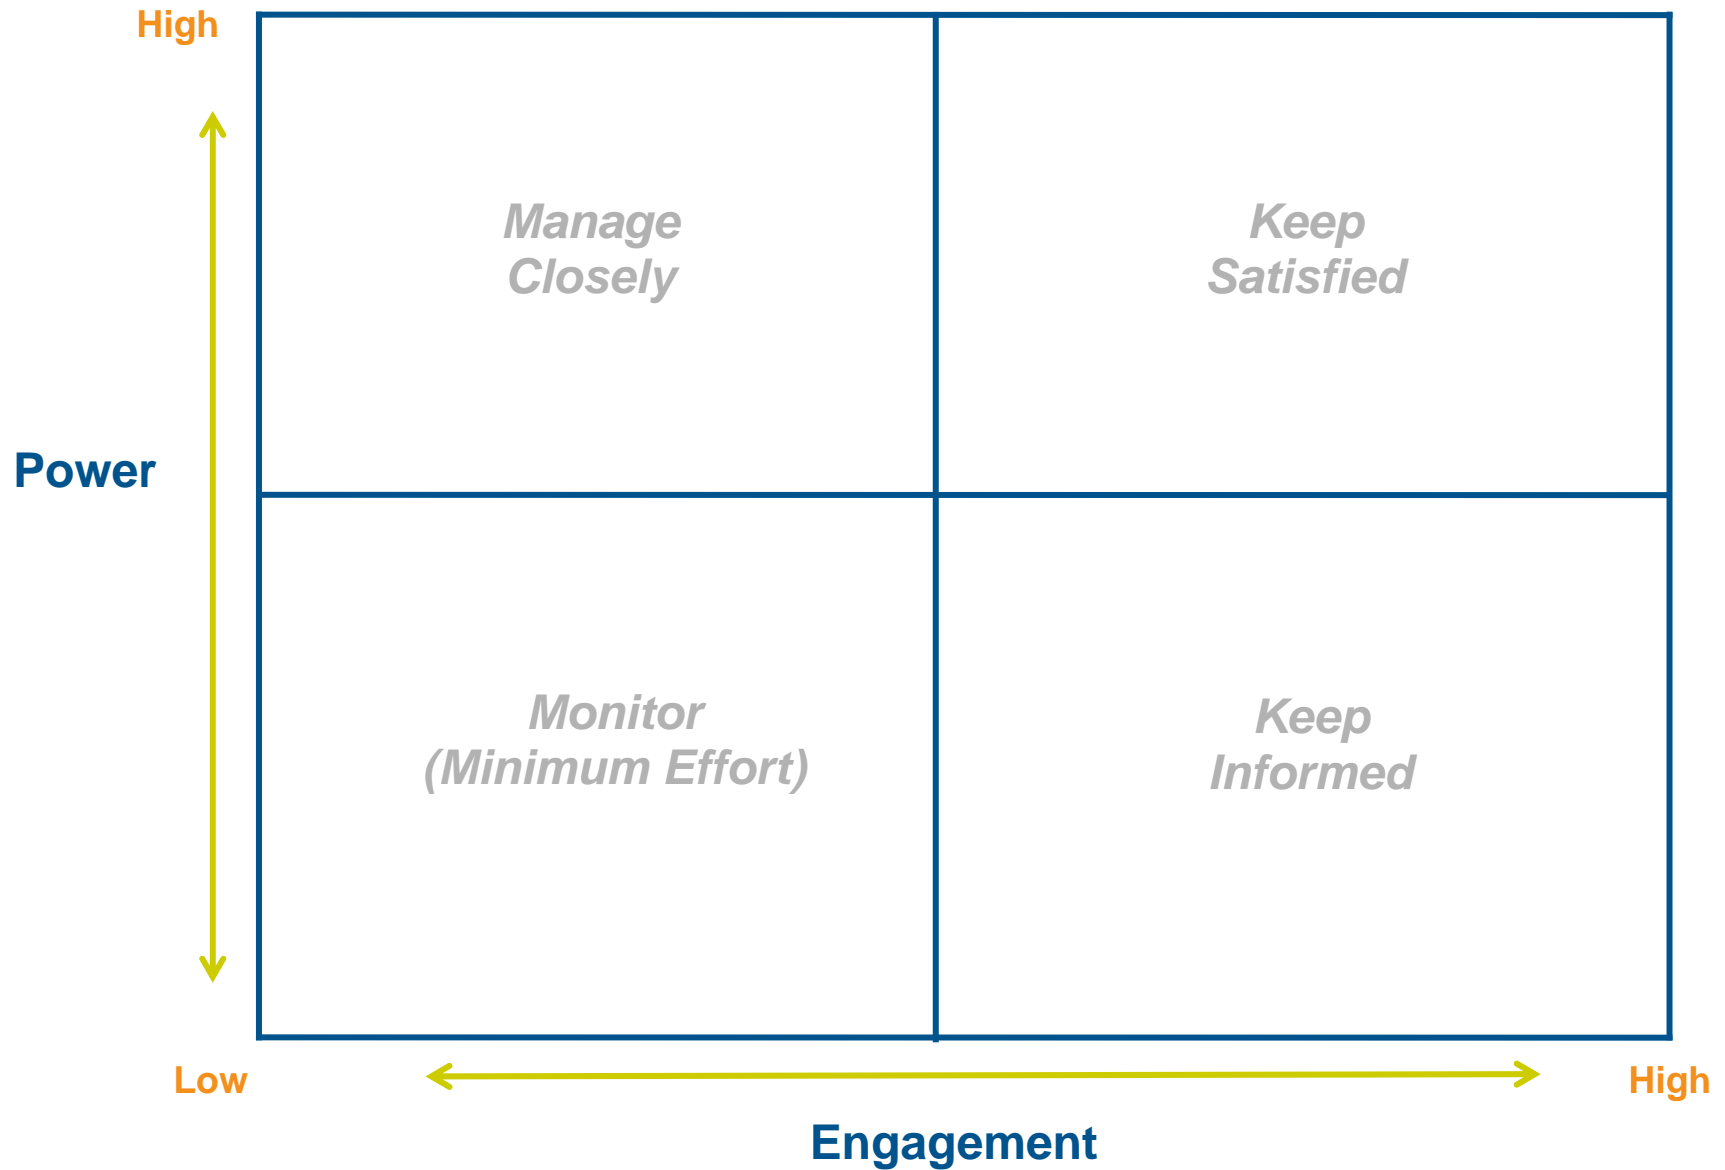 High
Manage
Closely
Keep
Satisfied
Power
Monitor
(Minimum Effort)
Keep
Informed
Low
High
Engagement